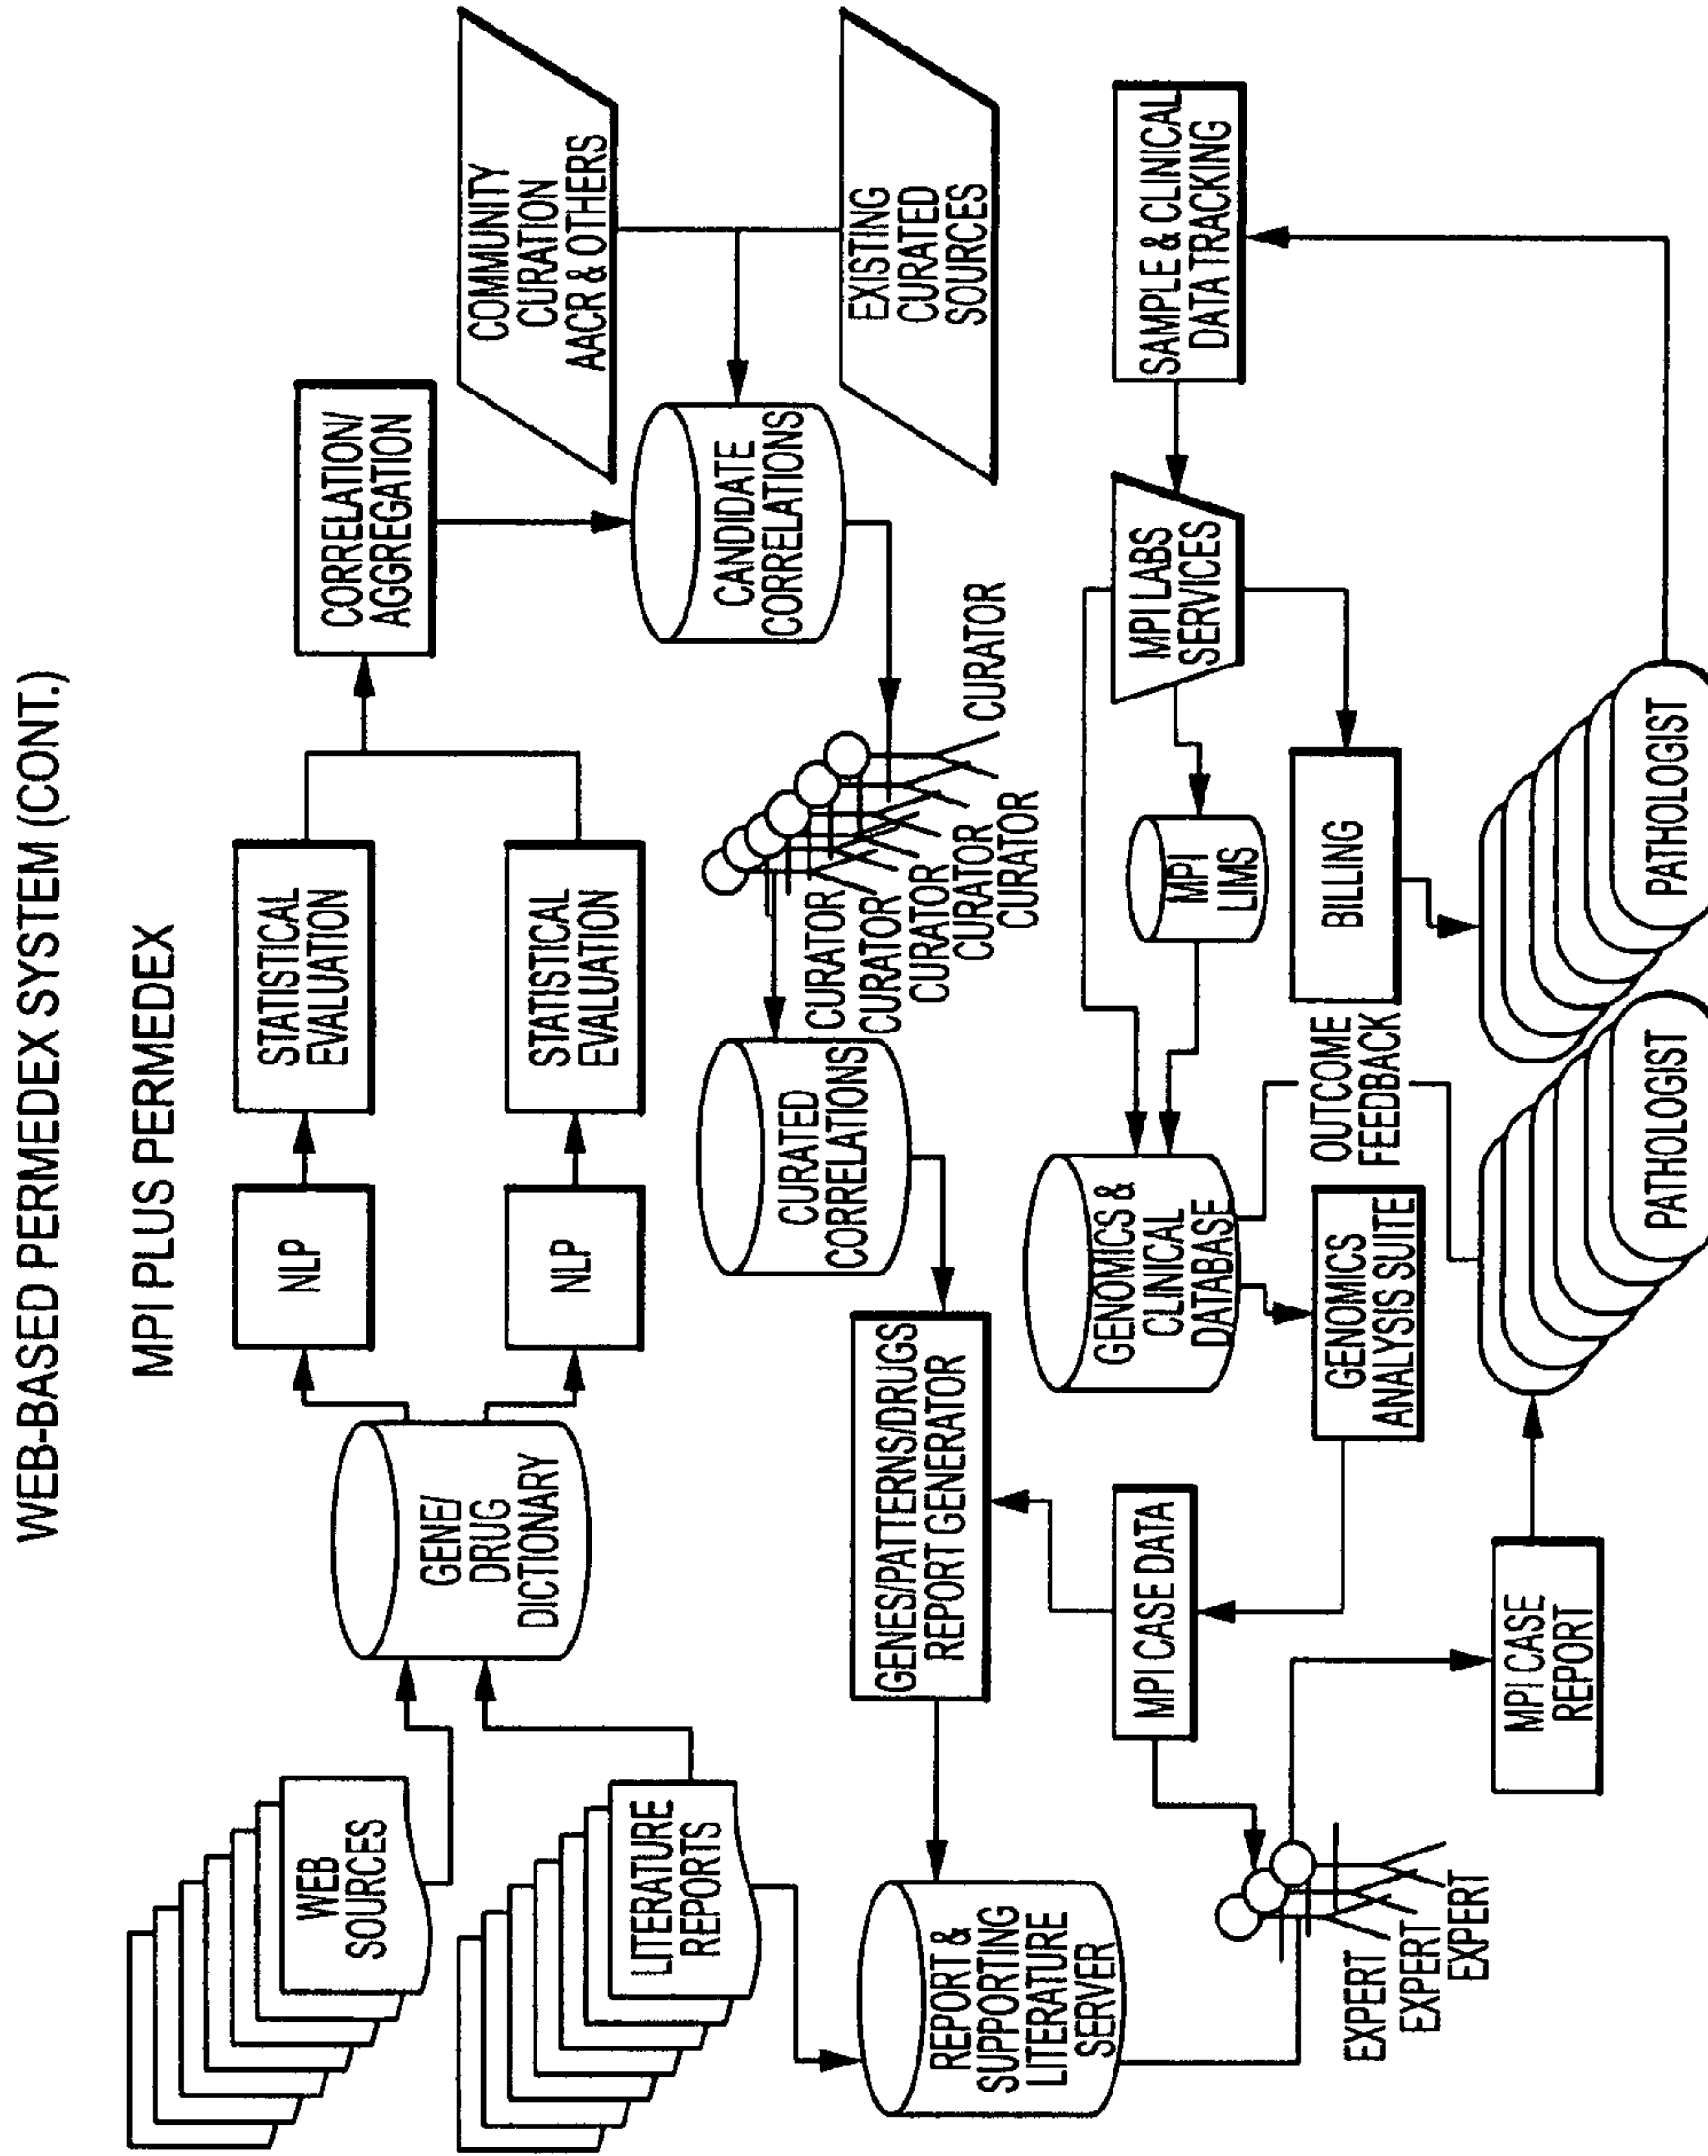 WEB-BASED PERMEDEX SYSTEM (CONT.)
MPI PLUS PERMEDEX
WEB
SOURCES
LITERATURE
REPORTS
GENE/
DRUG
DICTIONARY
NLP
NLP
STATISTICAL
EVALUATION
STATISTICAL
EVALUATION
CORRELATION/
AGGREGATION
COMMUNITY
CURATION
AACR & OTHERS
EXISTING
CURATED
SOURCES
CANDIDATE
CORRELATIONS
CURATOR
CURATOR
CURATOR
CURATOR
CURATOR
CURATOR
CURATED
CORRELATIONS
GENES/PATTERNS/DRUGS
REPORT GENERATOR
REPORT &
SUPPORTING
LITERATURE
SERVER
SAMPLE & CLINICAL
DATA TRACKING
MPI LABS
SERVICES
MPI
LIMS
BILLING
GENOMICS &
CLINICAL
DATABASE
OUTCOME
FEEDBACK
GENOMICS
ANALYSIS SUITE
MPI CASE DATA
EXPERT
EXPERT
EXPERT
MPI CASE
REPORT
PATHOLOGIST
PATHOLOGIST